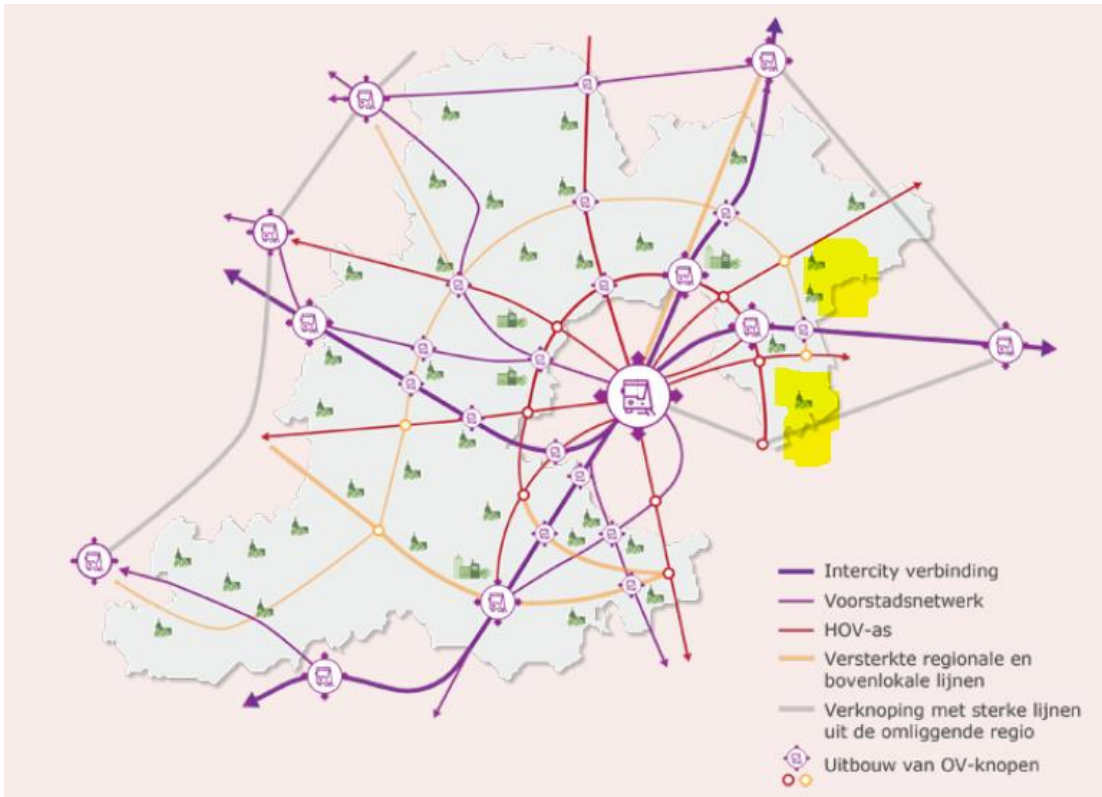 Intercity verbinding
Voorstadsnetwerk
HOV-as
Versterkte regionale en
bovenlokale lijnen
Verknoping met sterke lijnen
uit de omliggende regio
Uitbouw van OV-knopen